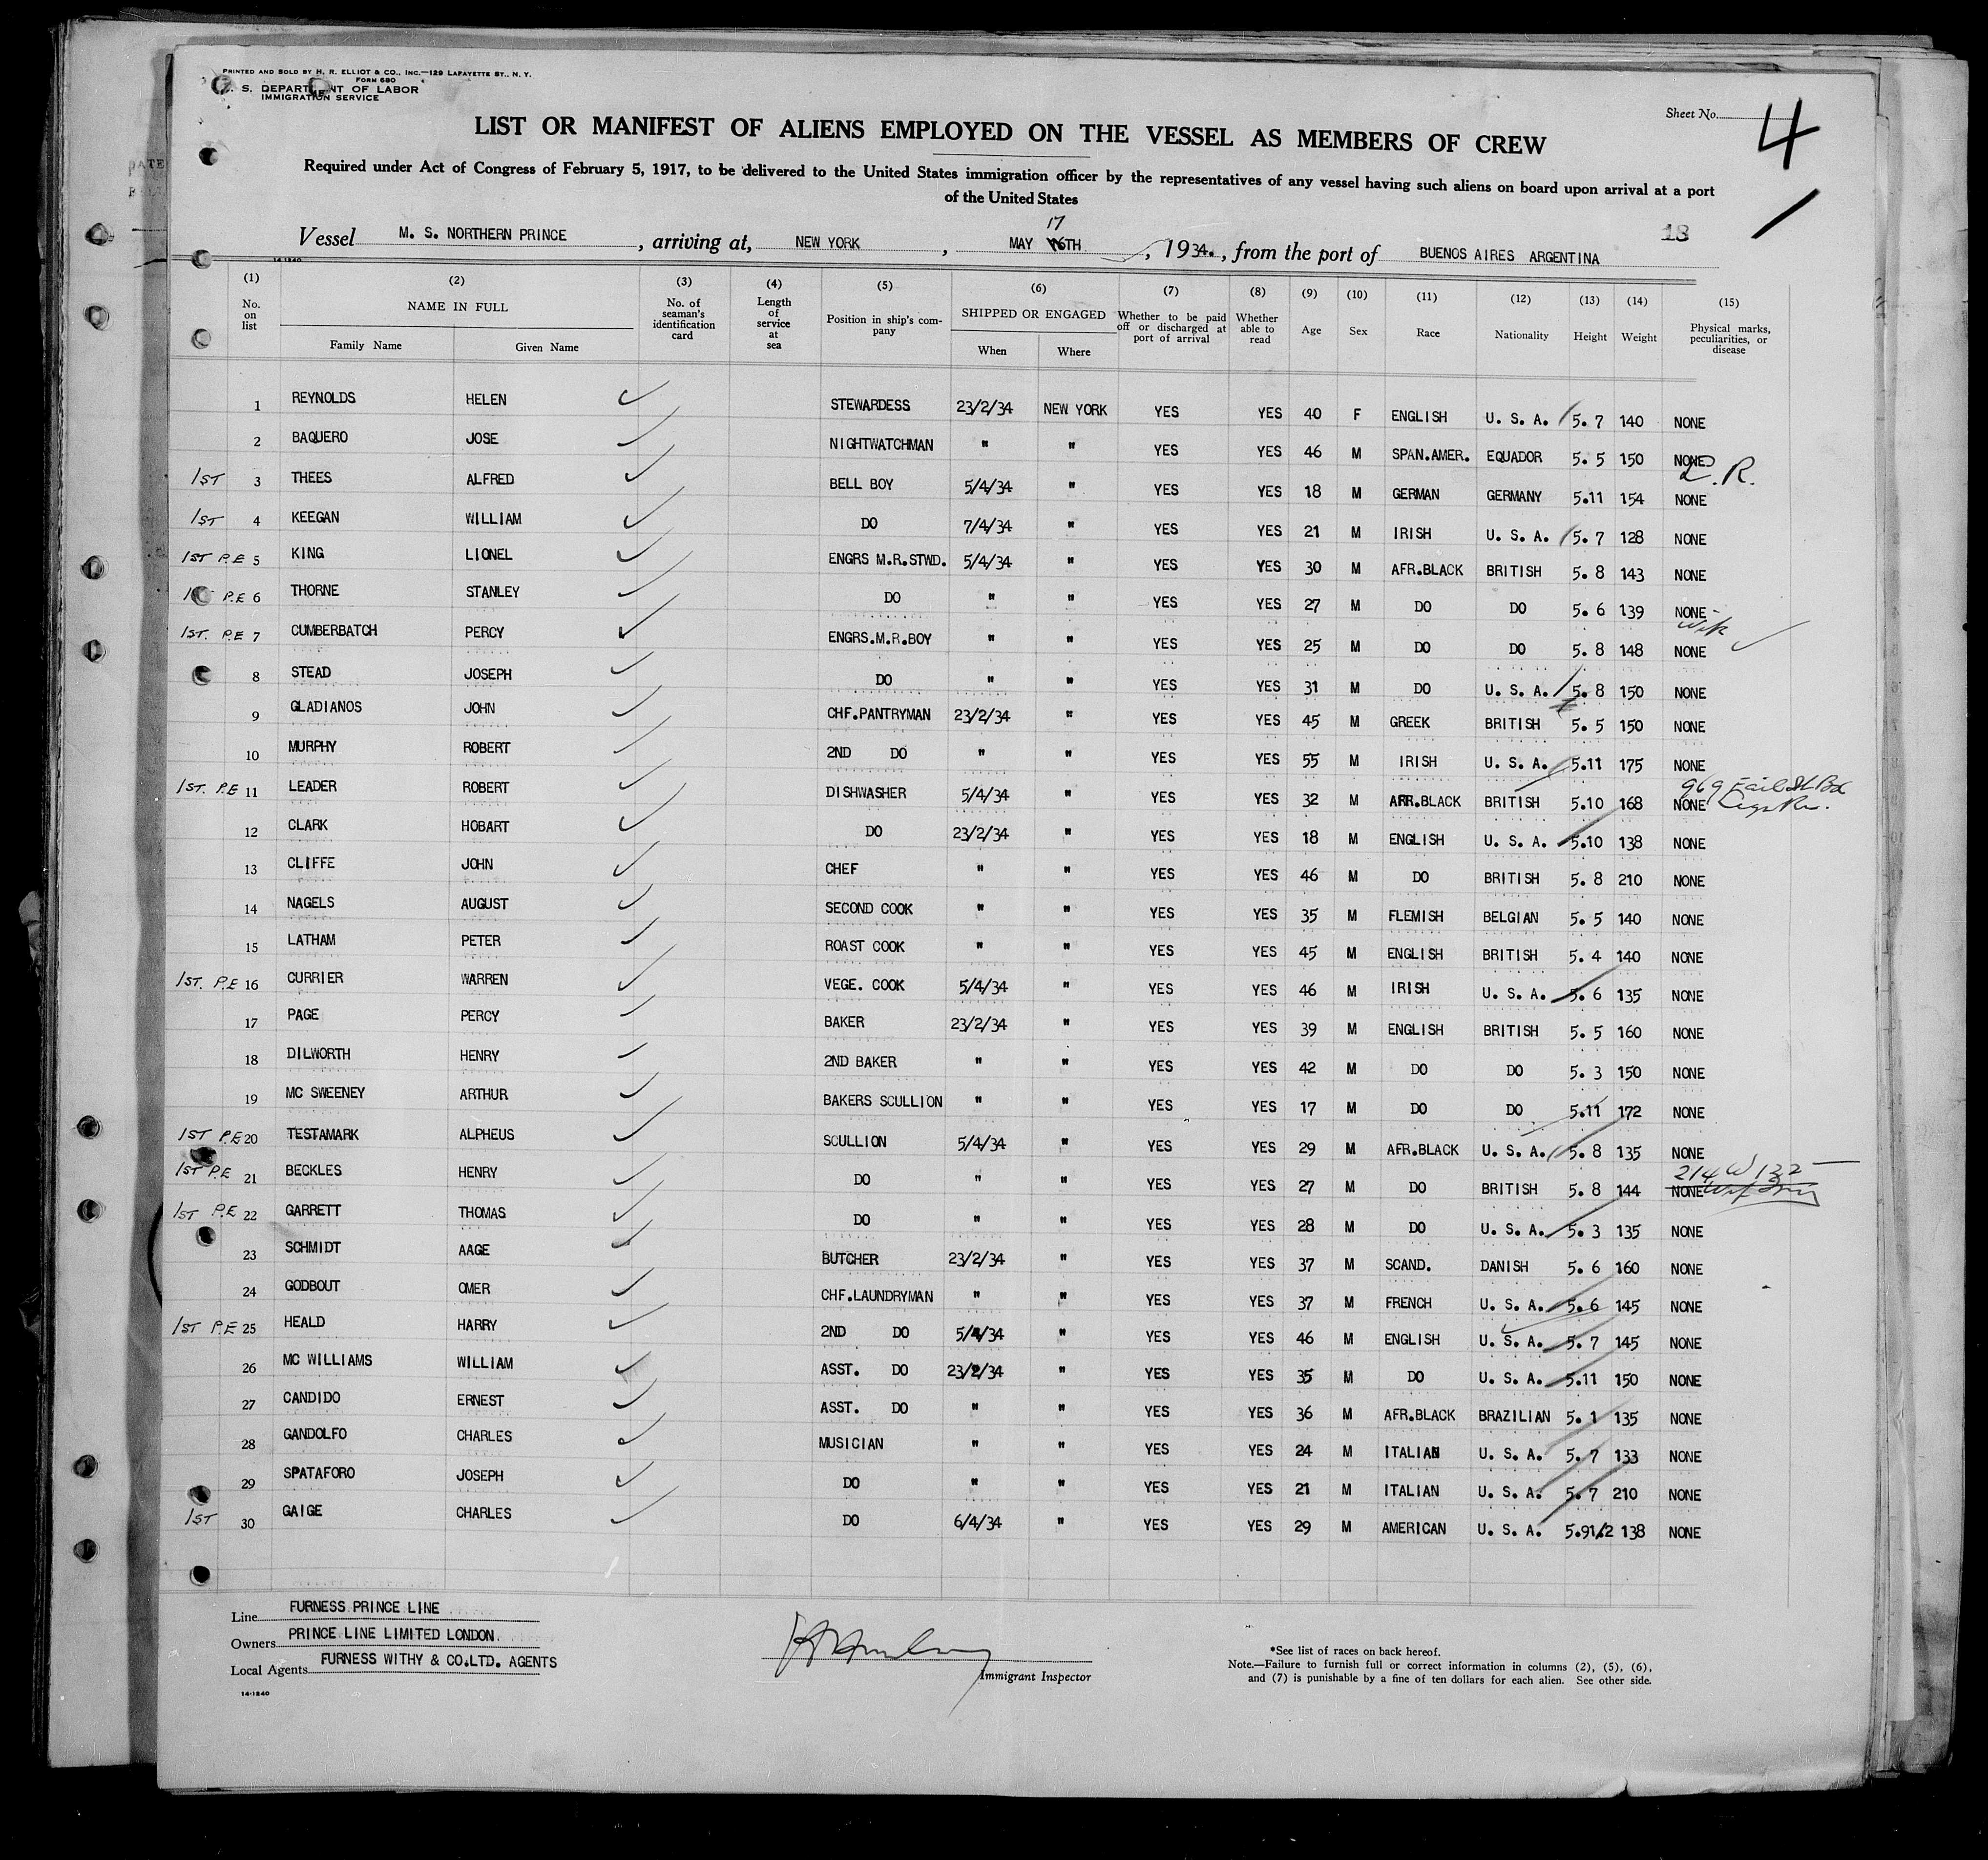 PRINTED AND SOLD BY H. R. ELLIOT & CO., INC.—129 LAFAYETTE ST., N. Y.
FORM 680
S. DEPARTMENT OF LABOR
IMMIGRATION SERVICE
Sheet No. 4
LIST OR MANIFEST OF ALIENS EMPLOYED ON THE VESSEL AS MEMBERS OF CREW
Required under Act of Congress of February 5, 1917, to be delivered to the United States immigration officer by the representatives of any vessel having such aliens on board upon arrival at a port
of the United States
17
18
Vessel M. S. NORTHERN PRINCE, arriving at, NEW YORK, MAY 16TH, 1934., from the port of BUENOS AIRES ARGENTINA
14-1240
(1) (2) (3) (4) (5) (6) (7) (8) (9) (10) (11) (12) (13) (14) (15)
No. on list NAME IN FULL Family Name Given Name No. of seaman's identification card Length of service at sea Position in ship's company SHIPPED OR ENGAGED When Where Whether to be paid off or discharged at port of arrival Whether able to read Age Sex Race Nationality Height Weight Physical marks, peculiarities, or disease
1 REYNOLDS HELEN STEWARDESS 23/2/34 NEW YORK YES YES 40 F ENGLISH U. S. A. 5. 7 140 NONE
2 BAQUERO JOSE NIGHTWATCHMAN " " YES YES 46 M SPAN.AMER. EQUADOR 5. 5 150 NONE
1ST 3 THEES ALFRED BELL BOY 5/4/34 " YES YES 18 M GERMAN GERMANY 5.11 154 NONE
1ST 4 KEEGAN WILLIAM DO 7/4/34 " YES YES 21 M IRISH U. S. A. 5. 7 128 NONE
1ST P.E 5 KING LIONEL ENGRS M.R.STWD. 5/4/34 " YES YES 30 M AFR.BLACK BRITISH 5. 8 143 NONE
P.E 6 THORNE STANLEY DO " " YES YES 27 M DO DO 5. 6 139 NONE
1ST. P.E 7 CUMBERBATCH PERCY ENGRS.M.R.BOY " " YES YES 25 M DO DO 5. 8 148 NONE
8 STEAD JOSEPH DO " " YES YES 31 M DO U. S. A. 5. 8 150 NONE
9 GLADIANOS JOHN CHF.PANTRYMAN 23/2/34 " YES YES 45 M GREEK BRITISH 5. 5 150 NONE
10 MURPHY ROBERT 2ND DO " " YES YES 55 M IRISH U. S. A. 5.11 175 NONE
1ST. P.E 11 LEADER ROBERT DISHWASHER 5/4/34 " YES YES 32 M AFR.BLACK BRITISH 5.10 168 NONE
12 CLARK HOBART DO 23/2/34 " YES YES 18 M ENGLISH U. S. A. 5.10 138 NONE
13 CLIFFE JOHN CHEF " " YES YES 46 M DO BRITISH 5. 8 210 NONE
14 NAGELS AUGUST SECOND COOK " " YES YES 35 M FLEMISH BELGIAN 5. 5 140 NONE
15 LATHAM PETER ROAST COOK " " YES YES 45 M ENGLISH BRITISH 5. 4 140 NONE
1ST. P.E 16 CURRIER WARREN VEGE. COOK 5/4/34 " YES YES 46 M IRISH U. S. A. 5. 6 135 NONE
17 PAGE PERCY BAKER 23/2/34 " YES YES 39 M ENGLISH BRITISH 5. 5 160 NONE
18 DILWORTH HENRY 2ND BAKER " " YES YES 42 M DO DO 5. 3 150 NONE
19 MC SWEENEY ARTHUR BAKERS SCULLION " " YES YES 17 M DO DO 5.11 172 NONE
1ST P.E 20 TESTAMARK ALPHEUS SCULLION 5/4/34 " YES YES 29 M AFR.BLACK U. S. A. 5. 8 135 NONE
214 W 132
1ST P.E 21 BECKLES HENRY DO " " YES YES 27 M DO BRITISH 5. 8 144 NONE
1ST P.E 22 GARRETT THOMAS DO " " YES YES 28 M DO U. S. A. 5. 3 135 NONE
23 SCHMIDT AAGE BUTCHER 23/2/34 " YES YES 37 M SCAND. DANISH 5. 6 160 NONE
24 GODBOUT OMER CHF.LAUNDRYMAN " " YES YES 37 M FRENCH U. S. A. 5. 6 145 NONE
1ST P.E 25 HEALD HARRY 2ND DO 5/4/34 " YES YES 46 M ENGLISH U. S. A. 5. 7 145 NONE
26 MC WILLIAMS WILLIAM ASST. DO 23/2/34 " YES YES 35 M DO U. S. A. 5.11 150 NONE
27 CANDIDO ERNEST ASST. DO " " YES YES 36 M AFR.BLACK BRAZILIAN 5. 1 135 NONE
28 GANDOLFO CHARLES MUSICIAN " " YES YES 24 M ITALIAN U. S. A. 5. 7 133 NONE
29 SPATAFORO JOSEPH DO " " YES YES 21 M ITALIAN U. S. A. 5. 7 210 NONE
1ST 30 GAIGE CHARLES DO 6/4/34 " YES YES 29 M AMERICAN U. S. A. 5.91/2 138 NONE
Line FURNESS PRINCE LINE
Owners PRINCE LINE LIMITED LONDON.
Local Agents FURNESS WITHY & CO.LTD. AGENTS
14-1240
Immigrant Inspector
*See list of races on back hereof.
Note.—Failure to furnish full or correct information in columns (2), (5), (6),
and (7) is punishable by a fine of ten dollars for each alien. See other side.